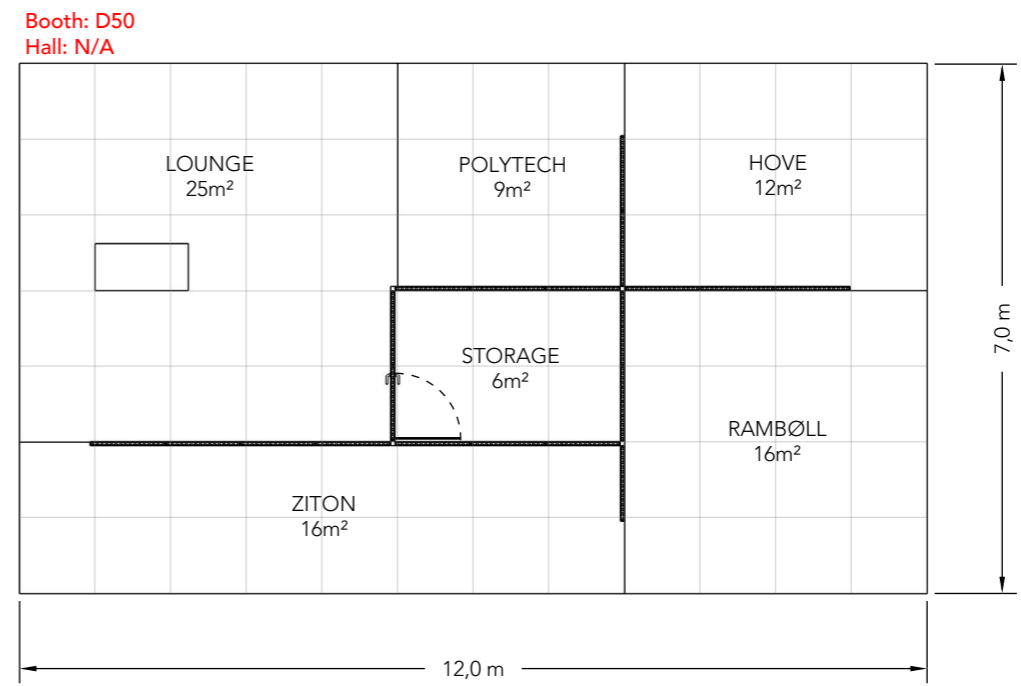 Booth: D50
Hall: N/A
LOUNGE
25m²
POLYTECH
9m²
HOVE
12m²
STORAGE
6m²
RAMBØLL
16m²
ZITON
16m²
7,0 m
12,0 m